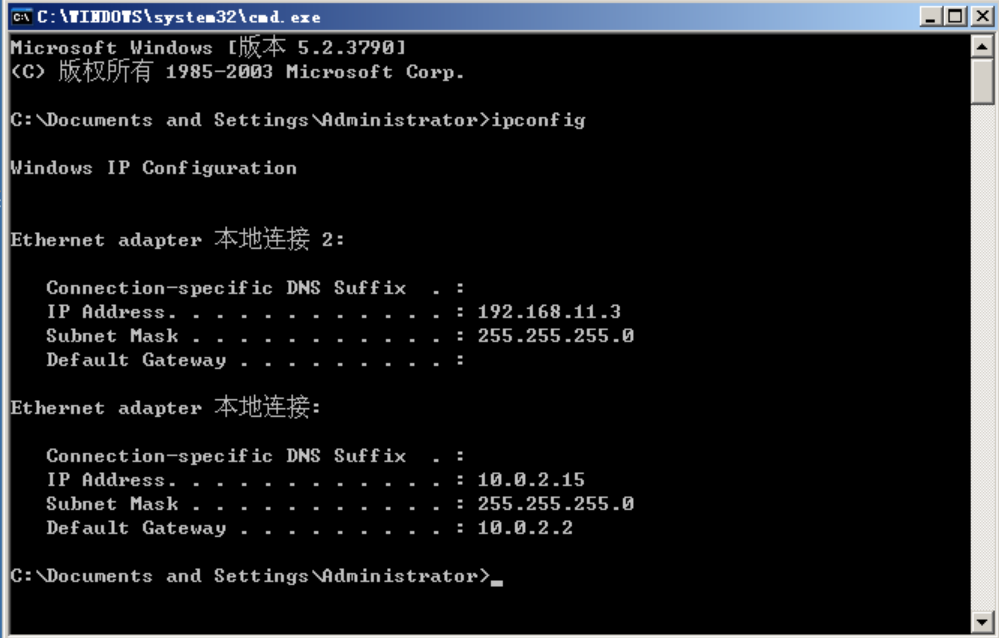 C:\WINDOWS\system32\cmd.exe
Microsoft Windows [版本 5.2.3790]
(C) 版权所有 1985-2003 Microsoft Corp.
C:\Documents and Settings\Administrator>ipconfig
Windows IP Configuration
Ethernet adapter 本地连接 2:
Connection-specific DNS Suffix  . :
IP Address. . . . . . . . . . . . : 192.168.11.3
Subnet Mask . . . . . . . . . . . : 255.255.255.0
Default Gateway . . . . . . . . . :
Ethernet adapter 本地连接:
Connection-specific DNS Suffix  . :
IP Address. . . . . . . . . . . . : 10.0.2.15
Subnet Mask . . . . . . . . . . . : 255.255.255.0
Default Gateway . . . . . . . . . : 10.0.2.2
C:\Documents and Settings\Administrator>_